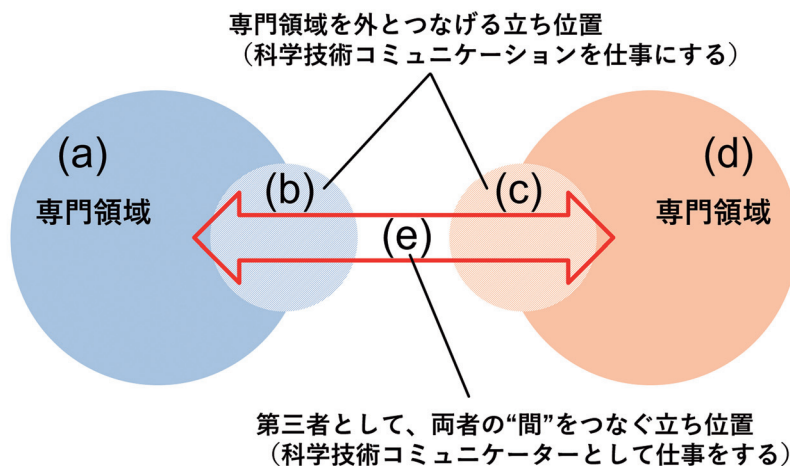 専門領域を外とつなげる立ち位置
（科学技術コミュニケーションを仕事にする）
(a)
専門領域
(b)
(e)
(c)
(d)
専門領域
第三者として、両者の“間”をつなぐ立ち位置
（科学技術コミュニケーターとして仕事をする）